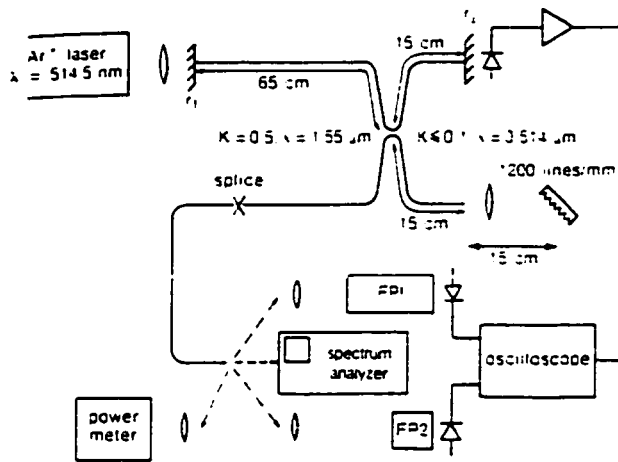 Ar⁺ laser
λ = 514.5 nm
r₁
65 cm
15 cm
r₂
K = 0.5, λ = 1.55 μm
K ≤ 0.1, λ = 0.514 μm
splice
15 cm
1200 lines/mm
15 cm
FP1
spectrum
analyzer
oscilloscope
power
meter
FP2